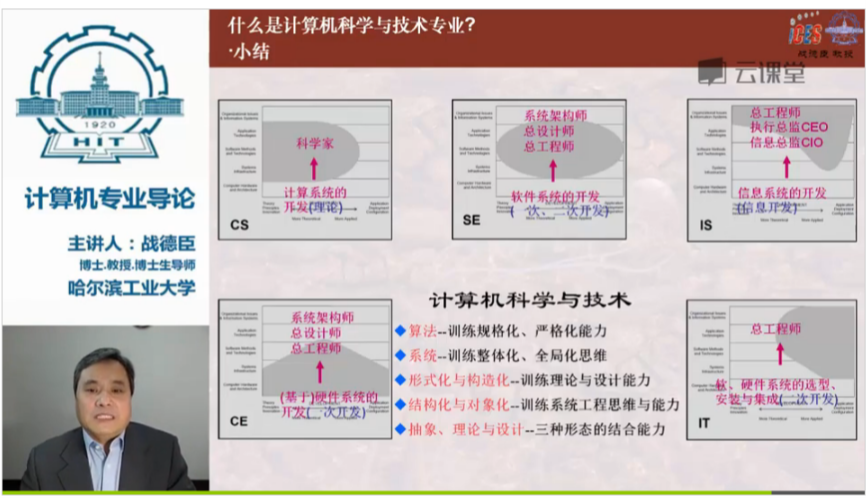 什么是计算机科学与技术专业？
·小结
iCES
战德臣 教授
云课堂
1920
HIT
计算机专业导论
主讲人：战德臣
博士.教授.博士生导师
哈尔滨工业大学
科学家
计算系统的
开发(理论)
CS
系统架构师
总设计师
总工程师
软件系统的开发
(一次、二次开发)
SE
总工程师
执行总监CEO
信息总监CIO
信息系统的开发
(信息开发)
IS
系统架构师
总设计师
总工程师
(基于)硬件系统的
开发(一次开发)
CE
计算机科学与技术
◆算法--训练规格化、严格化能力
◆系统--训练整体化、全局化思维
◆形式化与构造化--训练理论与设计能力
◆结构化与对象化--训练系统工程思维与能力
◆抽象、理论与设计--三种形态的结合能力
总工程师
软、硬件系统的选型、
安装与集成(二次开发)
IT